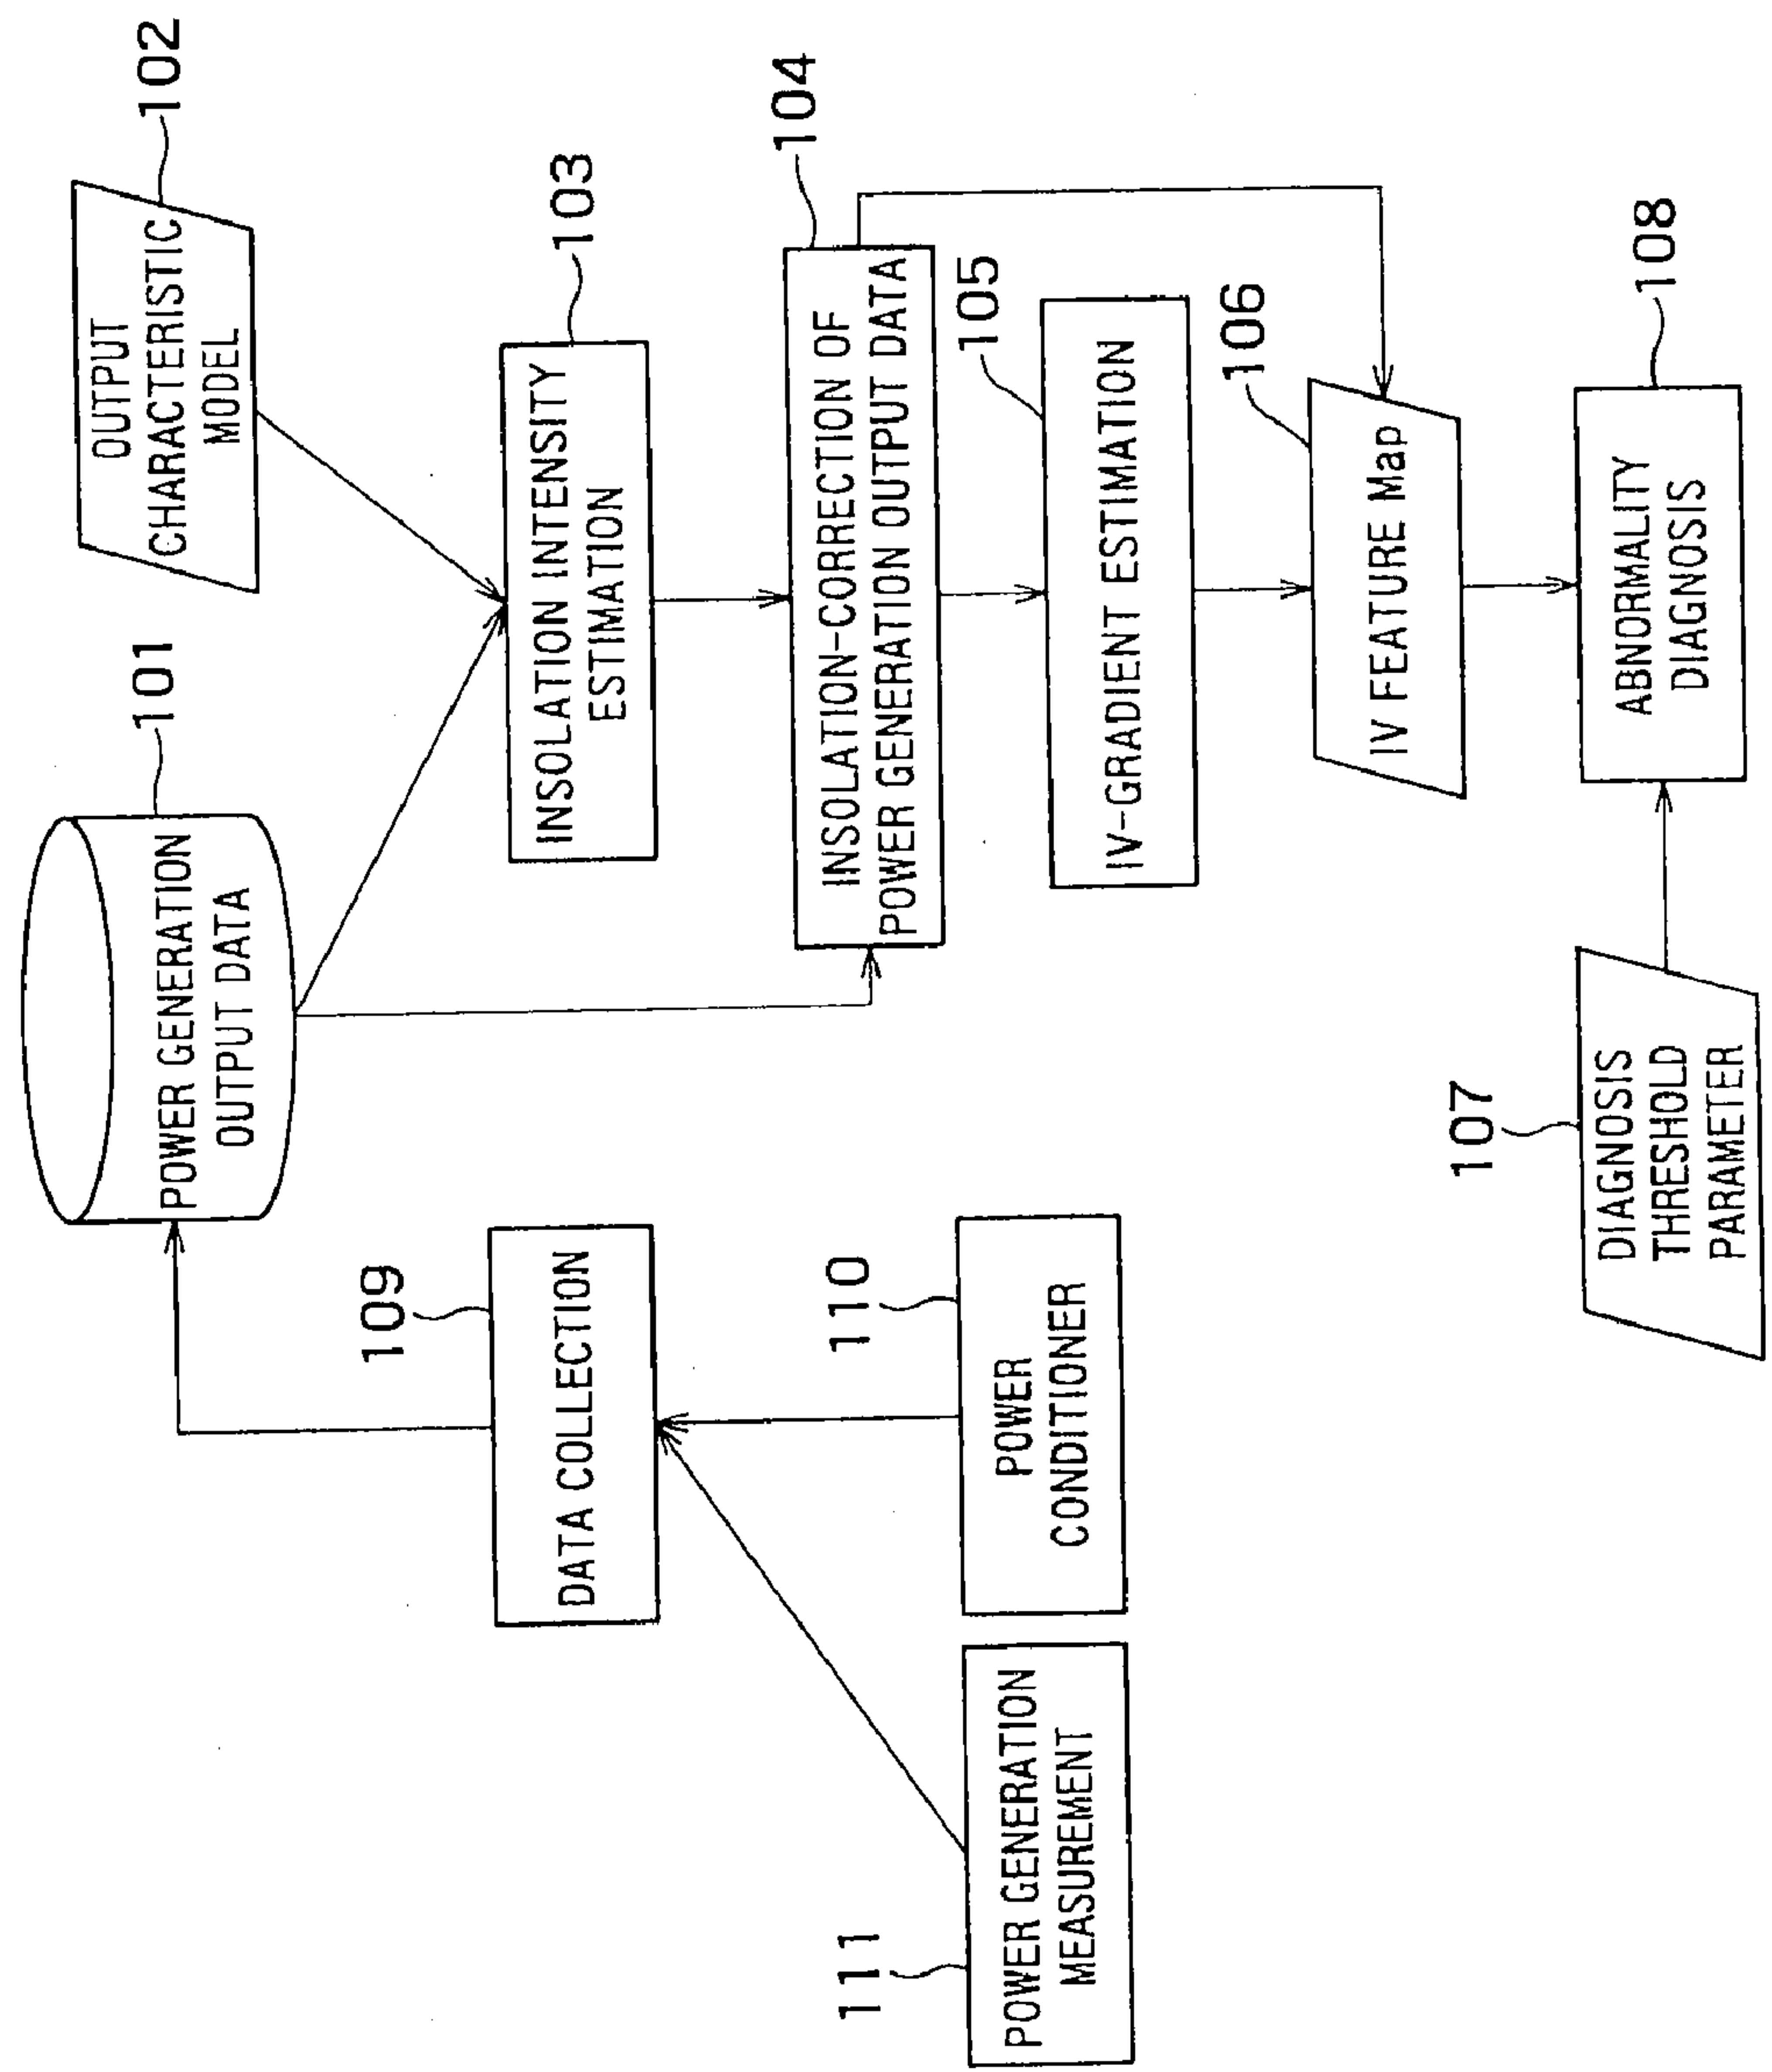 101
POWER GENERATION
OUTPUT DATA
102
OUTPUT
CHARACTERISTIC
MODEL
109
DATA COLLECTION
103
INSOLATION INTENSITY
ESTIMATION
111
POWER GENERATION
MEASUREMENT
110
POWER
CONDITIONER
104
INSOLATION-CORRECTION OF
POWER GENERATION OUTPUT DATA
105
IV-GRADIENT ESTIMATION
106
IV FEATURE Map
107
DIAGNOSIS
THRESHOLD
PARAMETER
108
ABNORMALITY
DIAGNOSIS